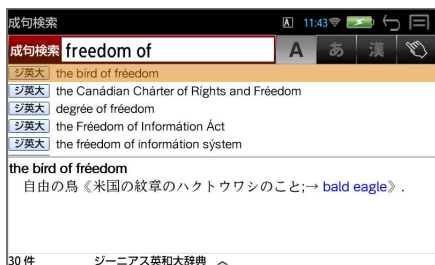 成句検索 A 11:43
成句検索 freedom of A あ 漢
ジ英大 the bírd of fréedom
ジ英大 the Canádian Chárter of Ríghts and Fréedom
ジ英大 degrée of fréedom
ジ英大 the Fréedom of Informátion Áct
ジ英大 the fréedom of informátion sýstem
the bírd of fréedom
自由の鳥《米国の紋章のハクトウワシのこと;→ bald eagle》.
30 件 ジーニアス英和大辞典